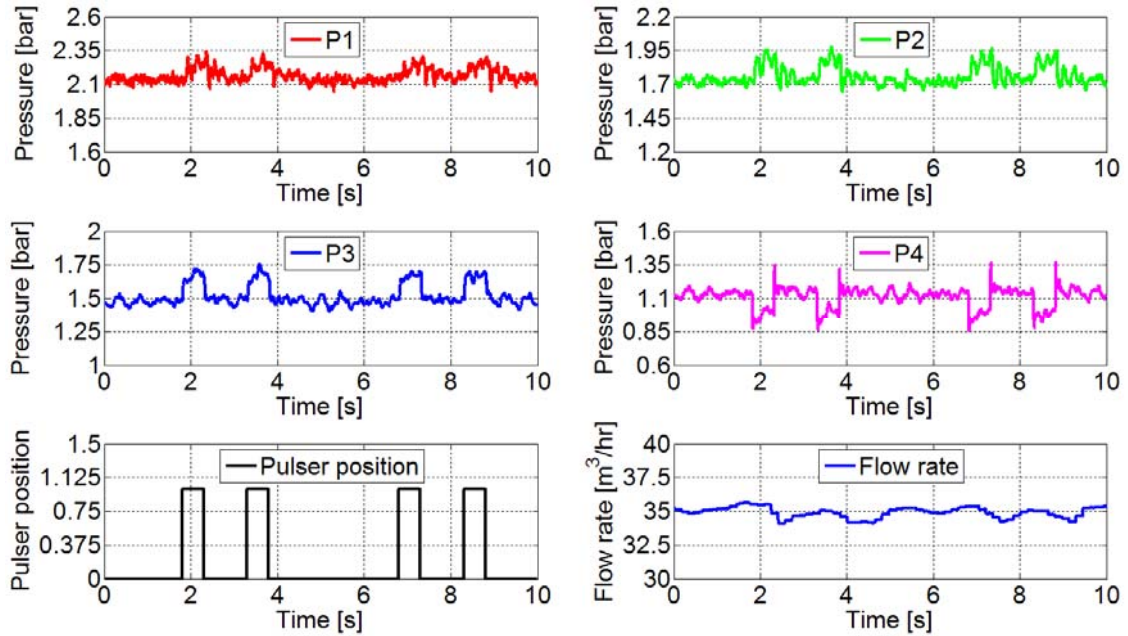 2.6
2.35
2.1
1.85
1.6
Pressure [bar]
P1
0 2 4 6 8 10
Time [s]
2.2
1.95
1.7
1.45
1.2
Pressure [bar]
P2
0 2 4 6 8 10
Time [s]
2
1.75
1.5
1.25
1
Pressure [bar]
P3
0 2 4 6 8 10
Time [s]
1.6
1.35
1.1
0.85
0.6
Pressure [bar]
P4
0 2 4 6 8 10
Time [s]
1.5
1.125
0.75
0.375
0
Pulser position
Pulser position
0 2 4 6 8 10
Time [s]
40
37.5
35
32.5
30
Flow rate [m³/hr]
Flow rate
0 2 4 6 8 10
Time [s]